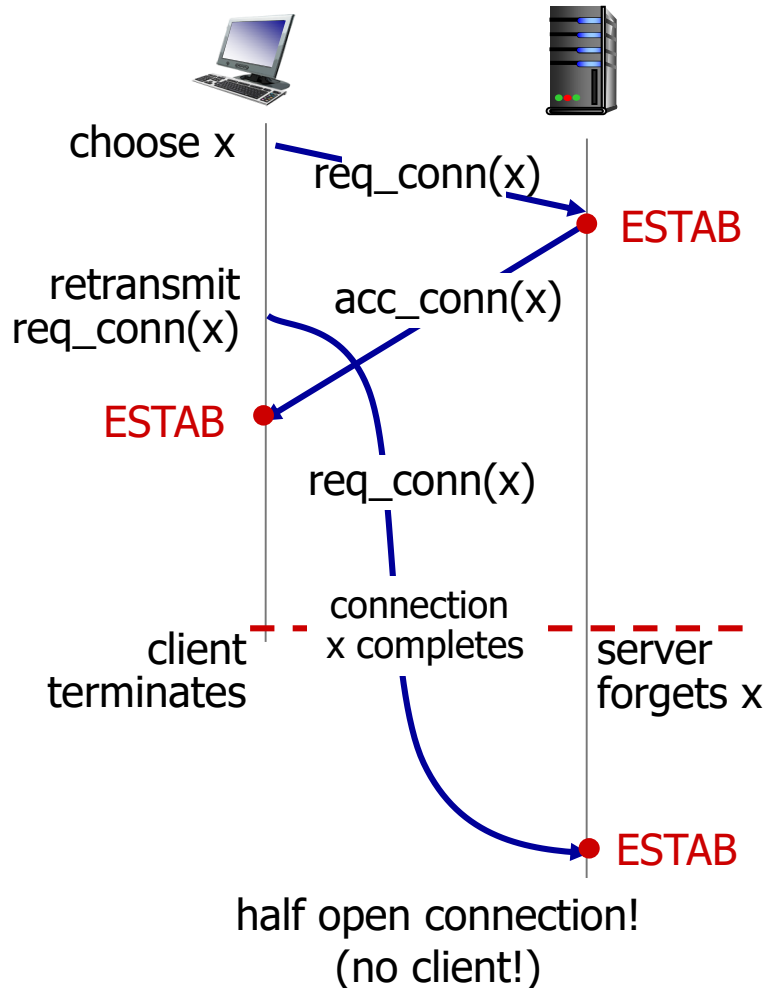 choose x
req_conn(x)
ESTAB
retransmit
req_conn(x)
acc_conn(x)
ESTAB
req_conn(x)
connection
x completes
client
terminates
server
forgets x
ESTAB
half open connection!
(no client!)